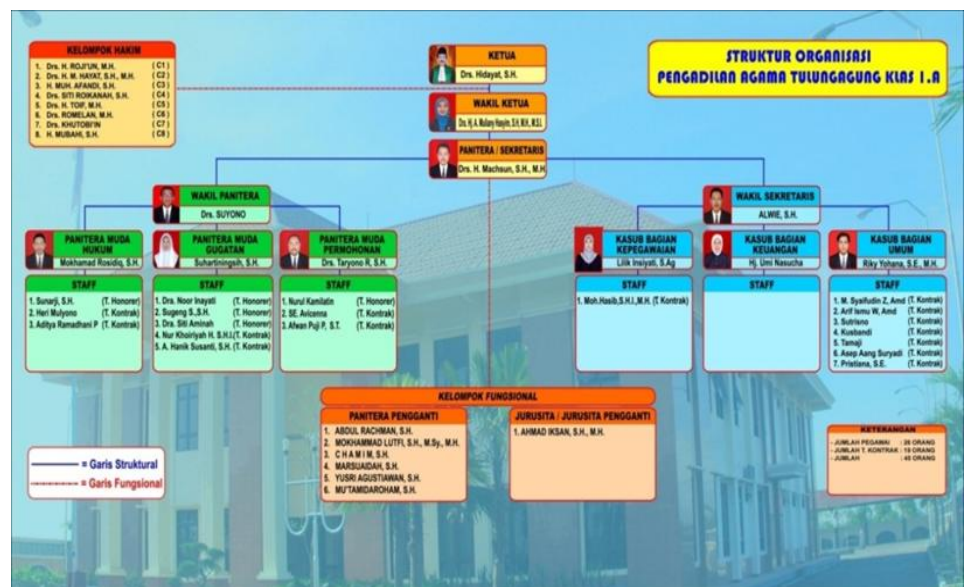 STRUKTUR ORGANISASI
PENGADILAN AGAMA TULUNGAGUNG KLAS 1.A
KELOMPOK HAKIM
1. Drs. H. ROJI'UN, M.H. ( C1 )
2. Drs. H. M. HAYAT, S.H., M.H. ( C2 )
3. H. MUH. AFANDI, S.H. ( C3 )
4. Dra. SITI ROIKANAH, S.H. ( C4 )
5. Drs. H. TOIF, M.H. ( C5 )
6. Drs. ROMELAN, M.H. ( C6 )
7. Drs. KHUTOBI'IN ( C7 )
8. H. MUBAHI, S.H. ( C8 )
KETUA
Drs. Hidayat, S.H.
WAKIL KETUA
Dra. Hj. A. Muliany Hasyim, S.H, M.H., M.S.I.
PANITERA / SEKRETARIS
Drs. H. Machsun, S.H., M.H
WAKIL PANITERA
Drs. SUYONO
WAKIL SEKRETARIS
ALWIE, S.H.
PANITERA MUDA
HUKUM
Mokhamad Rosidiq, S.H.
PANITERA MUDA
GUGATAN
Suhartiningsih, S.H.
PANITERA MUDA
PERMOHONAN
Drs. Taryono R, S.H.
KASUB BAGIAN
KEPEGAWAIAN
Lilik Insiyati, S.Ag
KASUB BAGIAN
KEUANGAN
Hj. Umi Nasucha
KASUB BAGIAN
UMUM
Riky Yohana, S.E., M.H.
STAFF
1. Sunarji, S.H. (T. Honorer)
2. Heri Mulyono (T. Kontrak)
3. Aditya Ramadhani P (T. Kontrak)
STAFF
1. Dra. Noor Inayati (T. Honorer)
2. Sugeng S.,S.H. (T. Honorer)
3. Dra. Siti Aminah (T. Honorer)
4. Nur Khoiriyah H. S.H.I.(T. Kontrak)
5. A. Hanik Susanti, S.H. (T. Kontrak)
STAFF
1. Nurul Kamilatin (T. Honorer)
2. SE. Avicenna (T. Kontrak)
3. Afwan Puji P, S.T. (T. Kontrak)
STAFF
1. Moh.Hasib,S.H.I.,M.H. (T. Kontrak)
STAFF
STAFF
1. M. Syaifudin Z, Amd (T. Kontrak)
2. Arif Ismu W, Amd (T. Kontrak)
3. Sutrisno (T. Kontrak)
4. Kusbandi (T. Kontrak)
5. Tamaji (T. Kontrak)
6. Asep Aang Suryadi (T. Kontrak)
7. Pristiana, S.E. (T. Kontrak)
KELOMPOK FUNGSIONAL
PANITERA PENGGANTI
1. ABDUL RACHMAN, S.H.
2. MOKHAMMAD LUTFI, S.H., M.Sy., M.H.
3. C H A M I M, S.H.
4. MARSUAIDAH, S.H.
5. YUSRI AGUSTIAWAN, S.H.
6. MU'TAMIDAROHAM, S.H.
JURUSITA / JURUSITA PENGGANTI
1. AHMAD IKSAN, S.H., M.H.
= Garis Struktural
= Garis Fungsional
KETERANGAN
- JUMLAH PEGAWAI : 26 ORANG
- JUMLAH T. KONTRAK : 19 ORANG
- JUMLAH : 45 ORANG